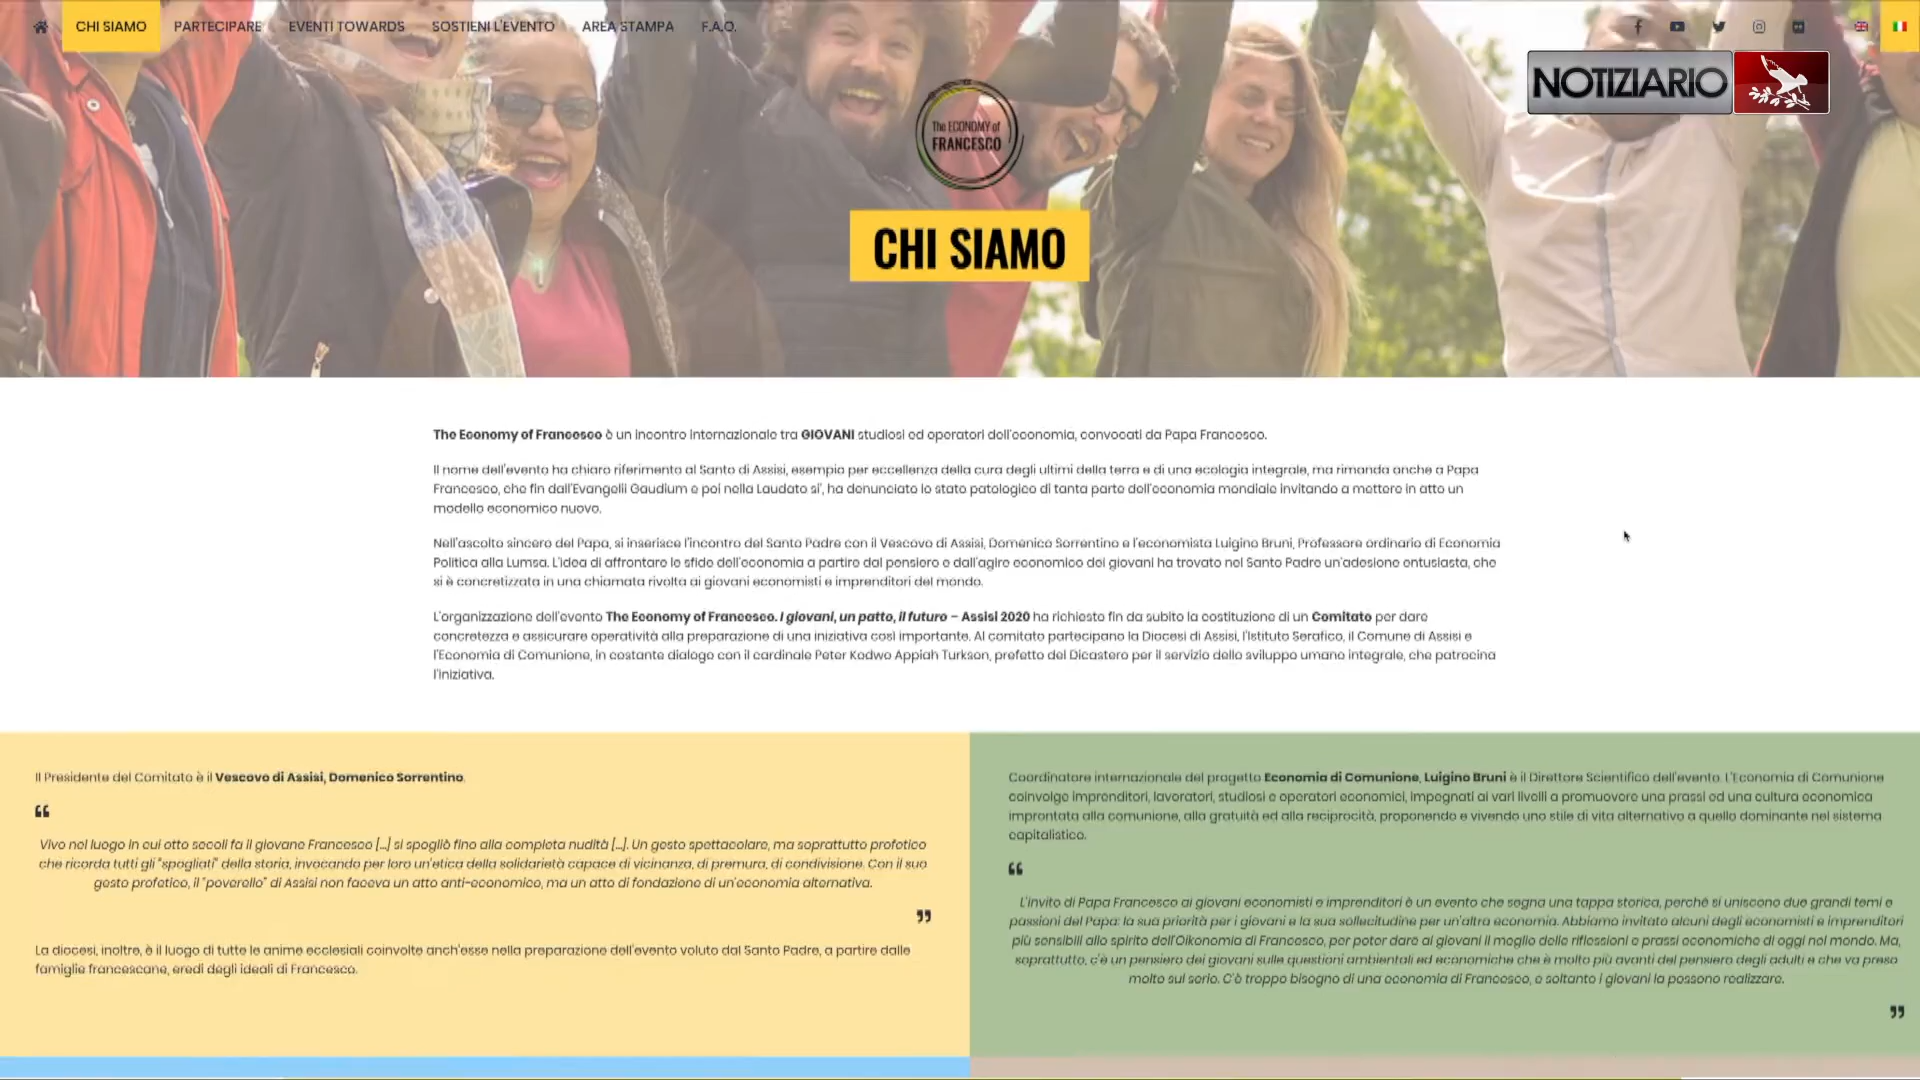 CHI SIAMO PARTECIPARE EVENTI TOWARDS SOSTIENI L'EVENTO AREA STAMPA F.A.Q.
NOTIZIARIO
The ECONOMY of
FRANCESCO
CHI SIAMO
The Economy of Francesco è un incontro internazionale tra GIOVANI studiosi ed operatori dell'economia, convocati da Papa Francesco.
Il nome dell'evento ha chiaro riferimento al Santo di Assisi, esempio per eccellenza della cura degli ultimi della terra e di una ecologia integrale, ma rimanda anche a Papa
Francesco, che fin dall'Evangelii Gaudium e poi nella Laudato si', ha denunciato lo stato patologico di tanta parte dell'economia mondiale invitando a mettere in atto un
modello economico nuovo.
Nell'ascolto sincero del Papa, si inserisce l'incontro del Santo Padre con il Vescovo di Assisi, Domenico Sorrentino e l'economista Luigino Bruni, Professore ordinario di Economia
Politica alla Lumsa. L'idea di affrontare le sfide dell'economia a partire dal pensiero e dall'agire economico dei giovani ha trovato nel Santo Padre un'adesione entusiasta, che
si è concretizzata in una chiamata rivolta ai giovani economisti e imprenditori del mondo.
L'organizzazione dell'evento The Economy of Francesco. I giovani, un patto, il futuro – Assisi 2020 ha richiesto fin da subito la costituzione di un Comitato per dare
concretezza e assicurare operatività alla preparazione di una iniziativa così importante. Al comitato partecipano la Diocesi di Assisi, l'Istituto Serafico, il Comune di Assisi e
l'Economia di Comunione, in costante dialogo con il cardinale Peter Kodwo Appiah Turkson, prefetto del Dicastero per il servizio dello sviluppo umano integrale, che patrocina
l'iniziativa.
Il Presidente del Comitato è il Vescovo di Assisi, Domenico Sorrentino.
“
Vivo nel luogo in cui otto secoli fa il giovane Francesco [...] si spogliò fino alla completa nudità [...]. Un gesto spettacolare, ma soprattutto profetico
che ricorda tutti gli "spogliati" della storia, invocando per loro un'etica della solidarietà capace di vicinanza, di premura, di condivisione. Con il suo
gesto profetico, il "poverello" di Assisi non faceva un atto anti-economico, ma un atto di fondazione di un'economia alternativa.
”
La diocesi, inoltre, è il luogo di tutte le anime ecclesiali coinvolte anch'esse nella preparazione dell'evento voluto dal Santo Padre, a partire dalle
famiglie francescane, eredi degli ideali di Francesco.
Coordinatore internazionale del progetto Economia di Comunione, Luigino Bruni è il Direttore Scientifico dell'evento. L'Economia di Comunione
coinvolge imprenditori, lavoratori, studiosi e operatori economici, impegnati ai vari livelli a promuovere una prassi ed una cultura economica
improntata alla comunione, alla gratuità ed alla reciprocità, proponendo e vivendo uno stile di vita alternativo a quello dominante nel sistema
capitalistico.
“
L'invito di Papa Francesco ai giovani economisti e imprenditori è un evento che segna una tappa storica, perché si uniscono due grandi temi e
passioni del Papa: la sua priorità per i giovani e la sua sollecitudine per un'altra economia. Abbiamo invitato alcuni degli economisti e imprenditori
più sensibili allo spirito dell'Oikonomia di Francesco, per poter dare ai giovani il meglio delle riflessioni e prassi economiche di oggi nel mondo. Ma,
soprattutto, c'è un pensiero dei giovani sulle questioni ambientali ed economiche che è molto più avanti del pensiero degli adulti e che va preso
molto sul serio. C'è troppo bisogno di una economia di Francesco, e soltanto i giovani la possono realizzare.
”